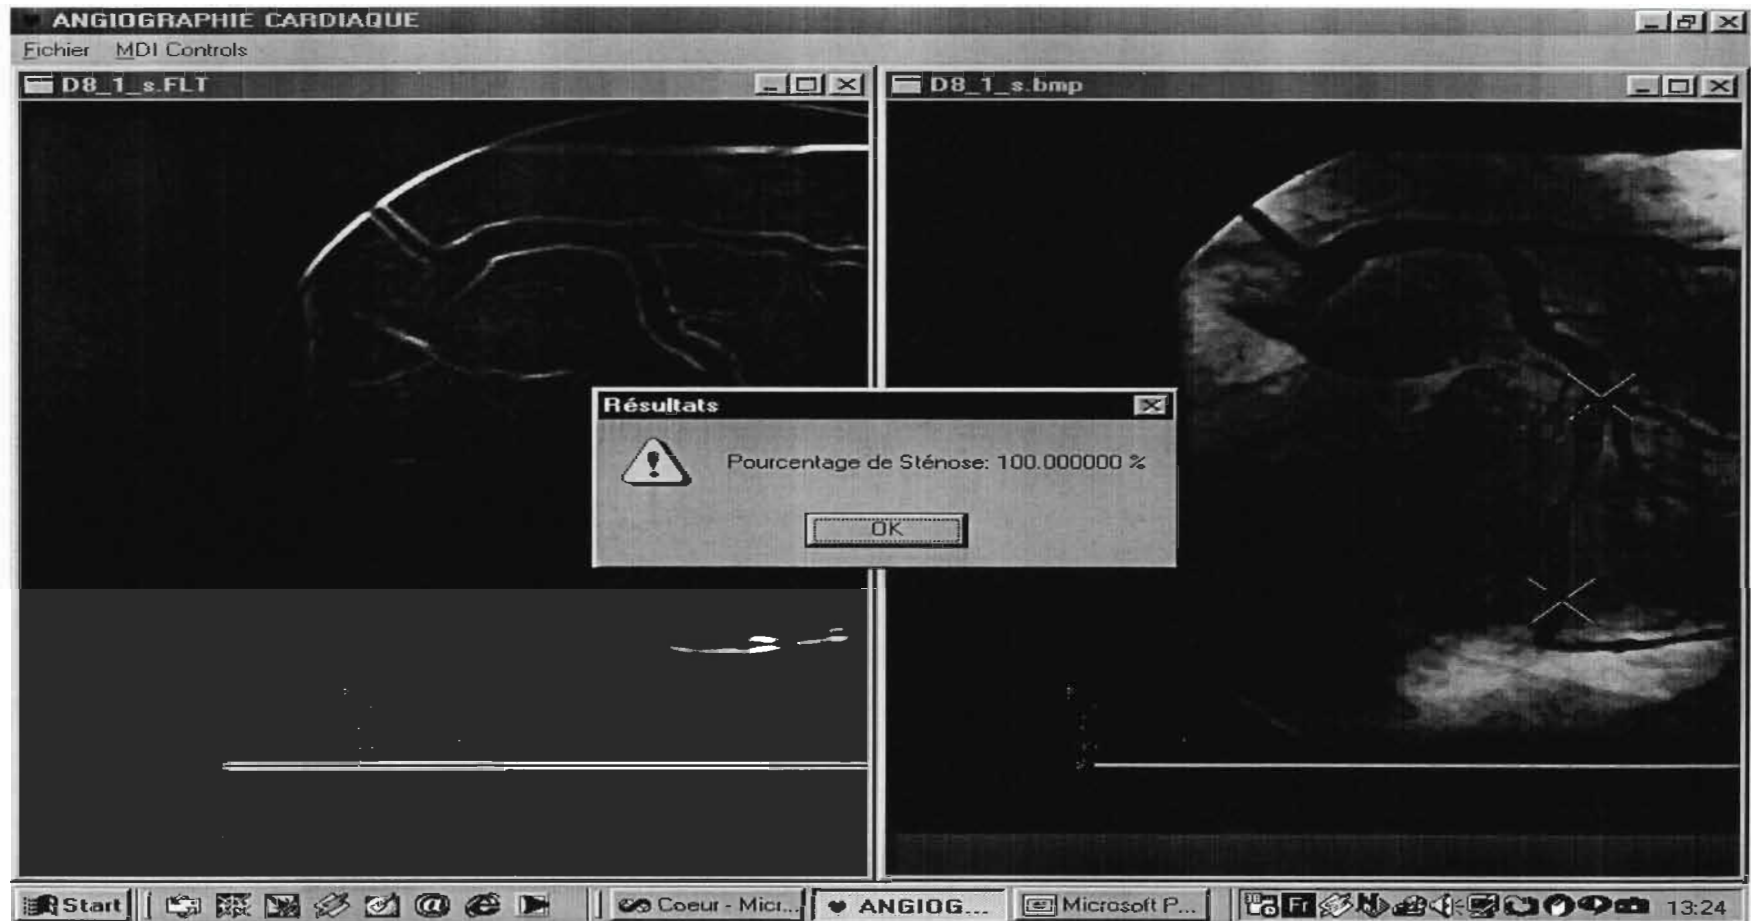 ANGIOGRAPHIE CARDIAQUE
Fichier MDI Controls
D8_1_s.FLT
D8_1_s.bmp
Résultats
Pourcentage de Sténose: 100.000000 %
OK
Start
Coeur - Micr...
ANGIOG...
Microsoft P...
Fr
13:24